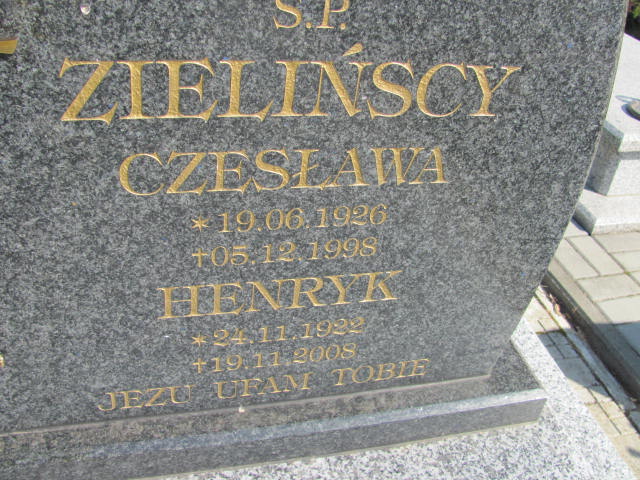 Ś.P.
ZIELIŃSCY
CZESŁAWA
* 19.06.1926
†05.12.1998
HENRYK
*24.11.1922
†19.11.2008
JEZU UFAM TOBIE